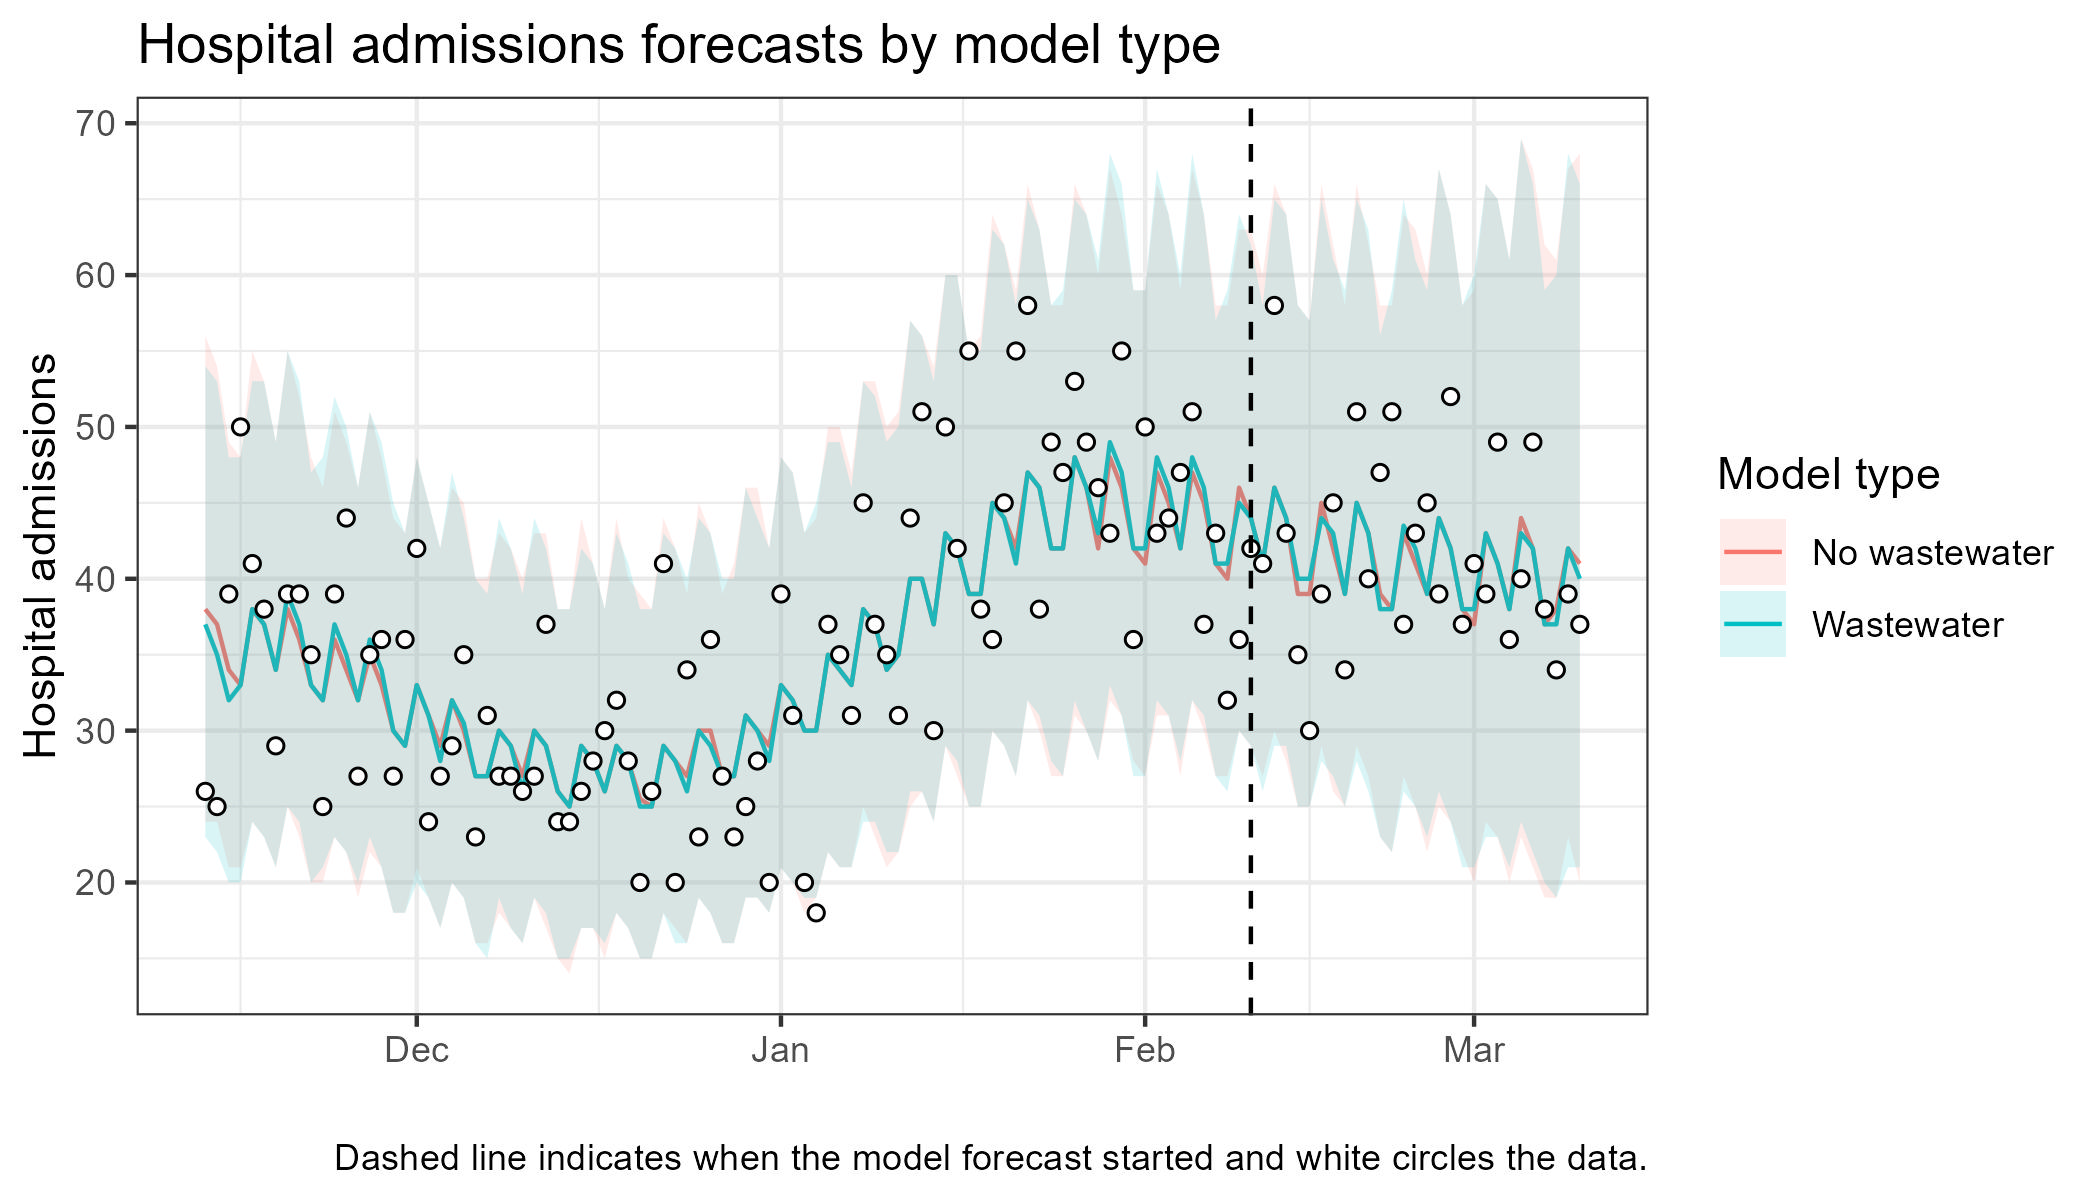 Hospital admissions forecasts by model type
70
60
50
40
30
20
Hospital admissions
Dec Jan Feb Mar
Model type
No wastewater
Wastewater
Dashed line indicates when the model forecast started and white circles the data.